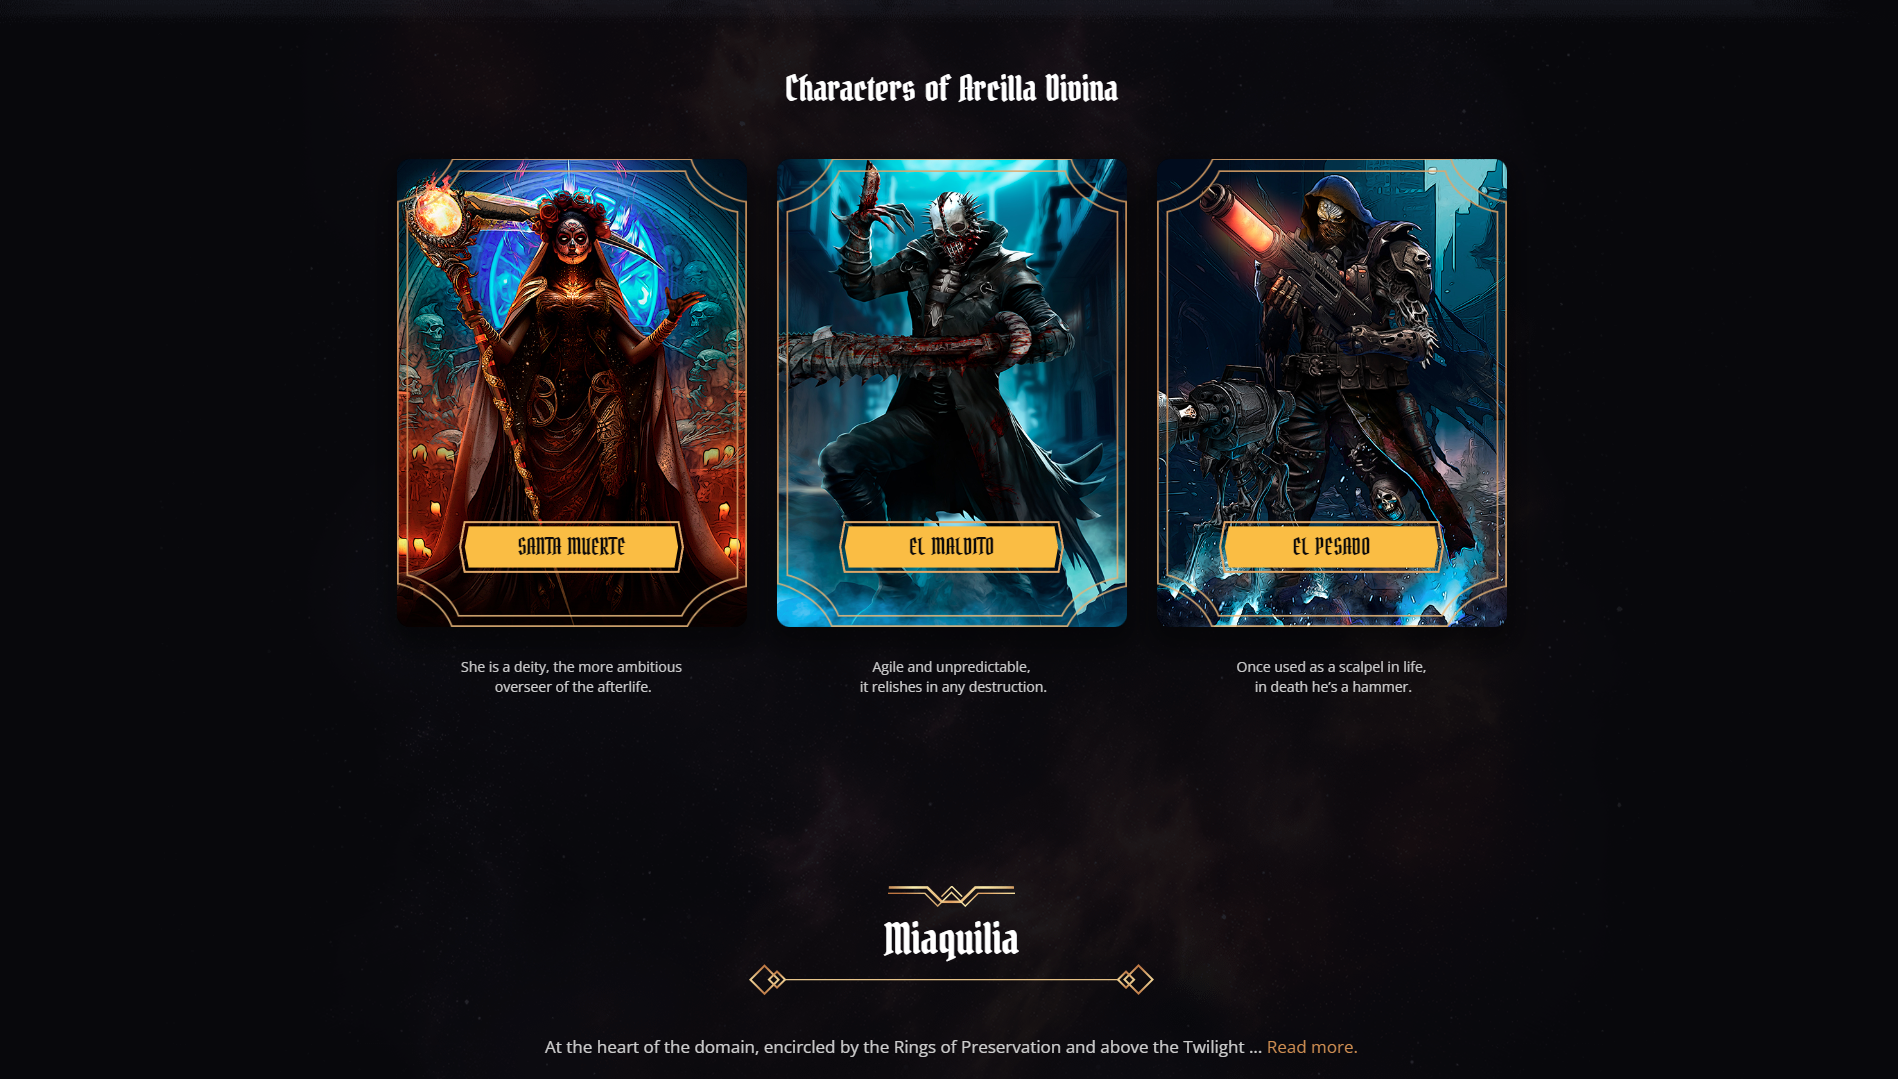 Characters of Arcilla Divina
SANTA MUERTE
EL MALDITO
EL PESADO
She is a deity, the more ambitious
overseer of the afterlife.
Agile and unpredictable,
it relishes in any destruction.
Once used as a scalpel in life,
in death he's a hammer.
Miaquilia
At the heart of the domain, encircled by the Rings of Preservation and above the Twilight ... Read more.